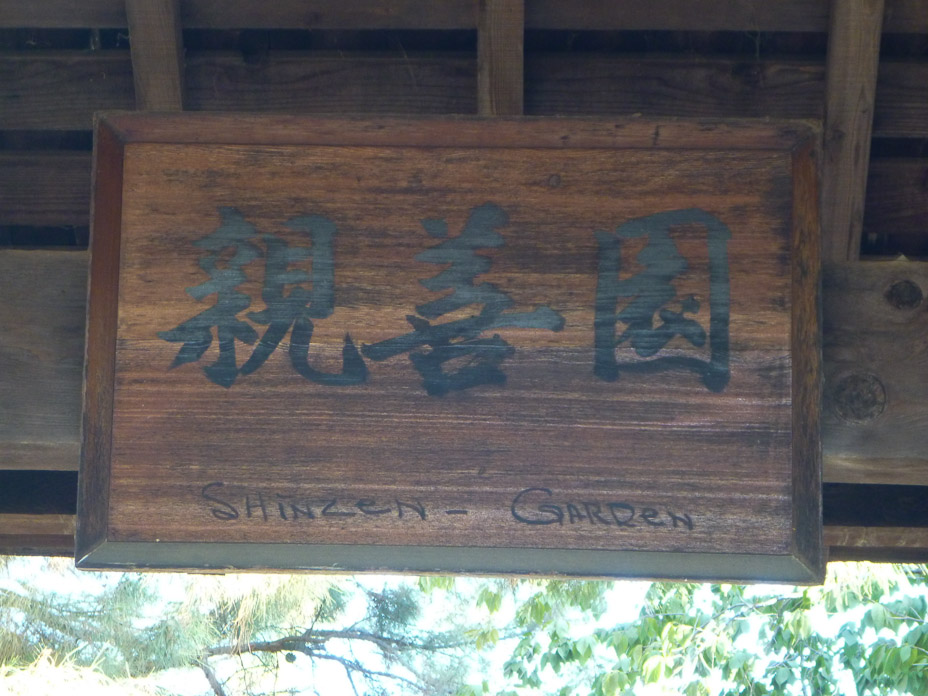 親善園
SHINZEN - GARDEN